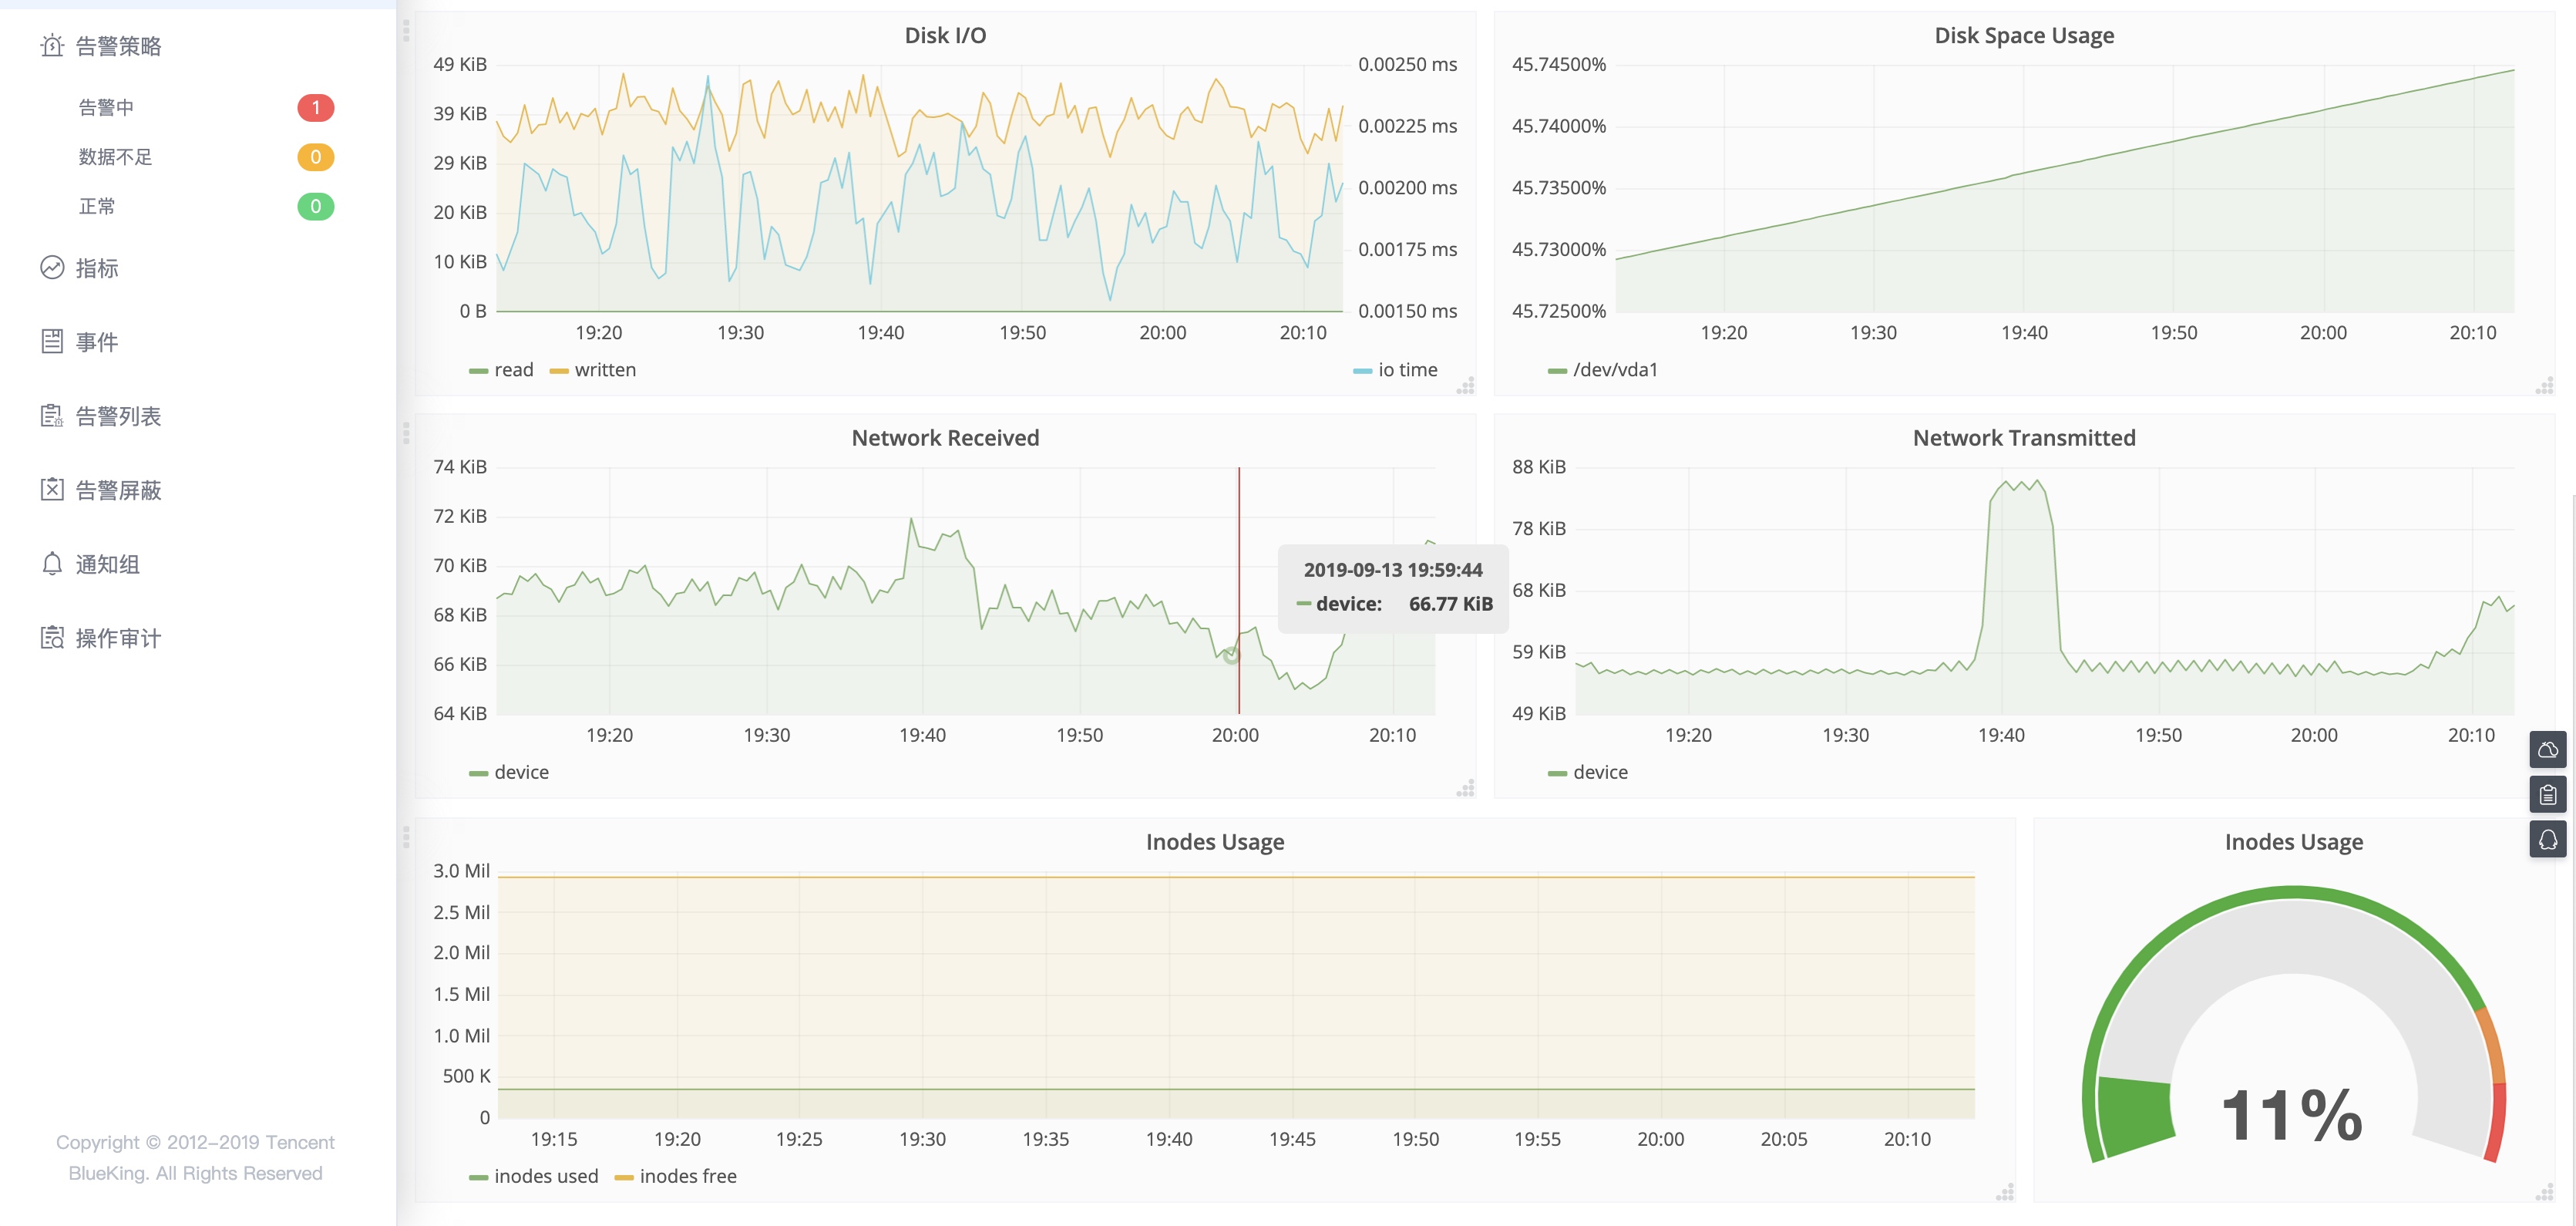 告警策略
告警中 1
数据不足 0
正常 0
指标
事件
告警列表
告警屏蔽
通知组
操作审计
Copyright © 2012-2019 Tencent
BlueKing. All Rights Reserved
Disk I/O
49 KiB
39 KiB
29 KiB
20 KiB
10 KiB
0 B
0.00250 ms
0.00225 ms
0.00200 ms
0.00175 ms
0.00150 ms
19:20 19:30 19:40 19:50 20:00 20:10
read written io time
Disk Space Usage
45.74500%
45.74000%
45.73500%
45.73000%
45.72500%
19:20 19:30 19:40 19:50 20:00 20:10
/dev/vda1
Network Received
74 KiB
72 KiB
70 KiB
68 KiB
66 KiB
64 KiB
19:20 19:30 19:40 19:50 20:00 20:10
device
2019-09-13 19:59:44
device: 66.77 KiB
Network Transmitted
88 KiB
78 KiB
68 KiB
59 KiB
49 KiB
19:20 19:30 19:40 19:50 20:00 20:10
device
Inodes Usage
3.0 Mil
2.5 Mil
2.0 Mil
1.5 Mil
1.0 Mil
500 K
0
19:15 19:20 19:25 19:30 19:35 19:40 19:45 19:50 19:55 20:00 20:05 20:10
inodes used inodes free
Inodes Usage
11%